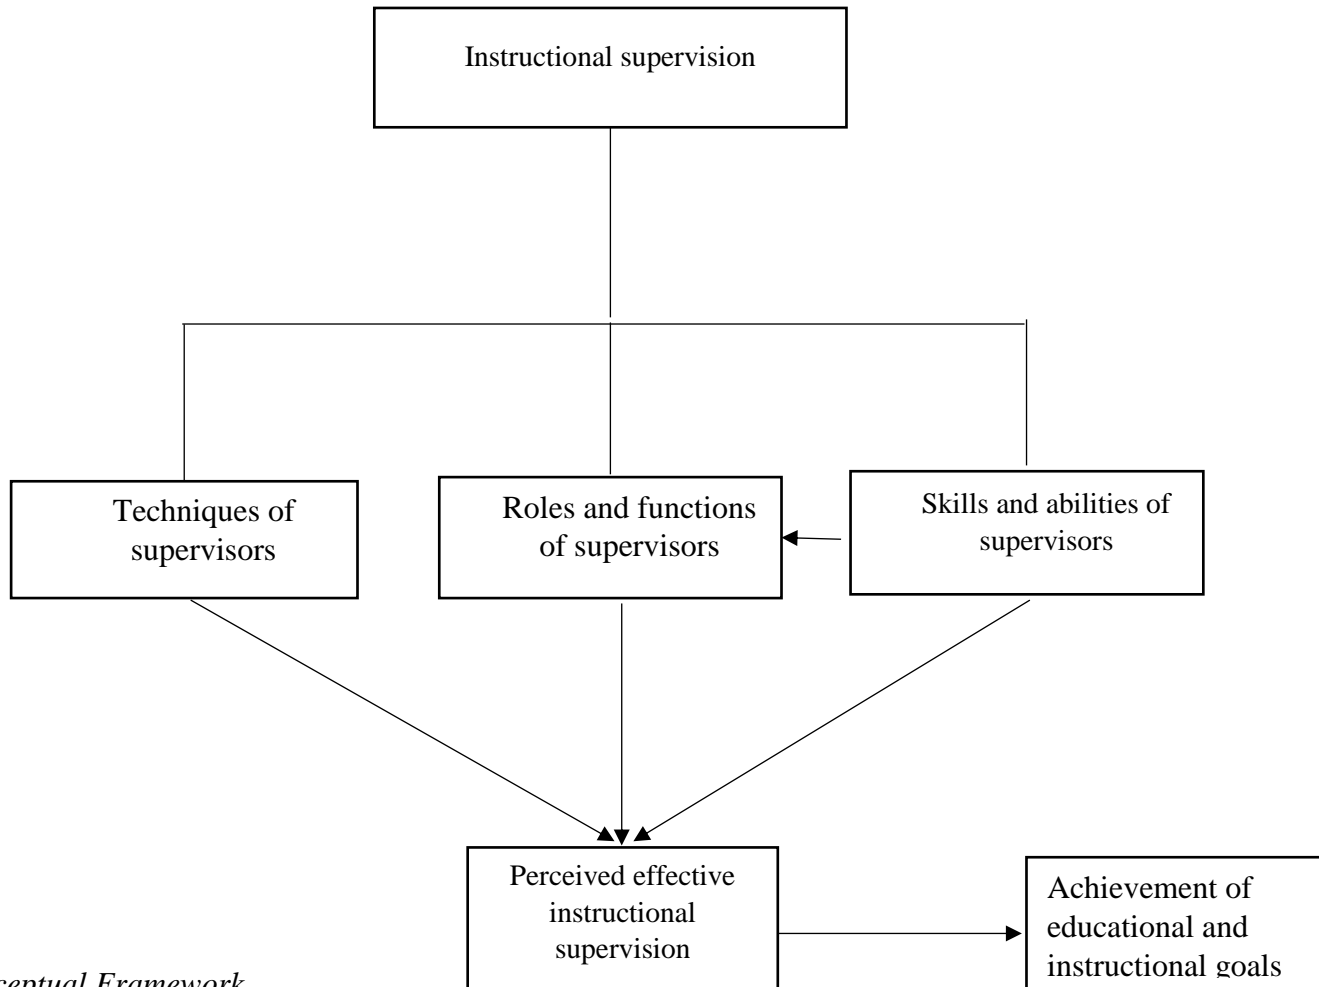 Instructional supervision
Techniques of
supervisors
Roles and functions
of supervisors
Skills and abilities of
supervisors
Perceived effective
instructional
supervision
Achievement of
educational and
instructional goals
Framework